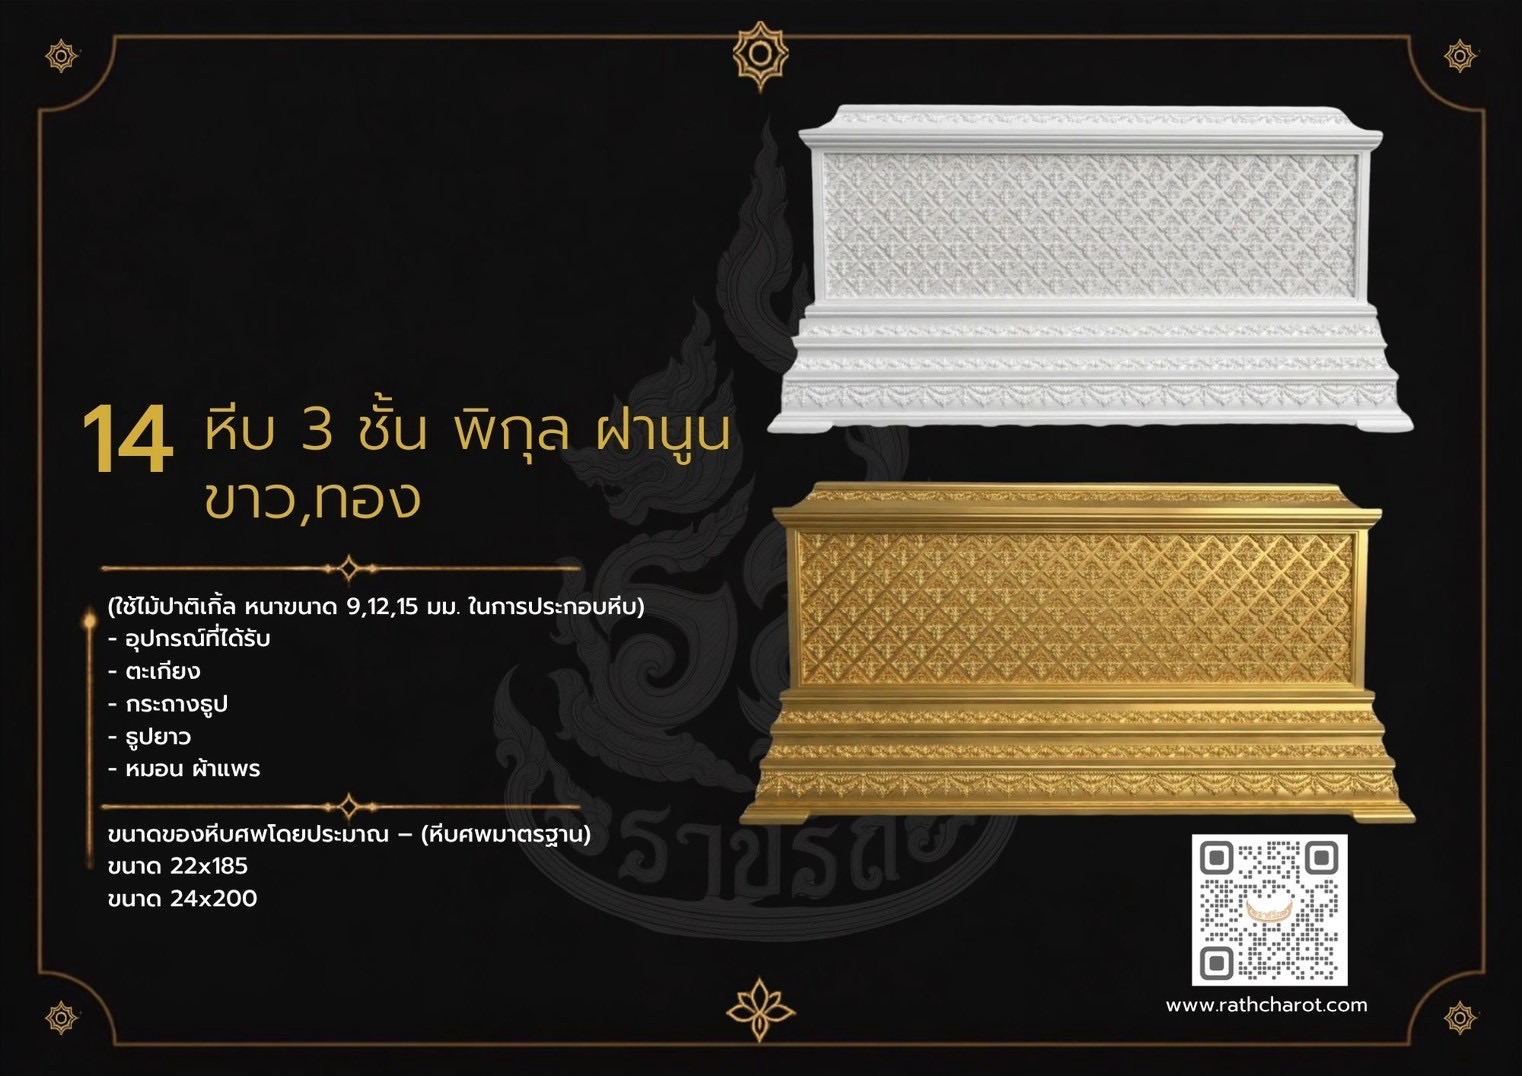 14 หีบ 3 ชั้น พิกุล ฝานูน
ขาว,ทอง
(ใช้ไม้ปาติเกิ้ล หนาขนาด 9,12,15 มม. ในการประกอบหีบ)
- อุปกรณ์ที่ได้รับ
- ตะเกียง
- กระถางธูป
- ธูปยาว
- หมอน ผ้าแพร
ขนาดของหีบศพโดยประมาณ – (หีบศพมาตรฐาน)
ขนาด 22x185
ขนาด 24x200
www.rathcharot.com